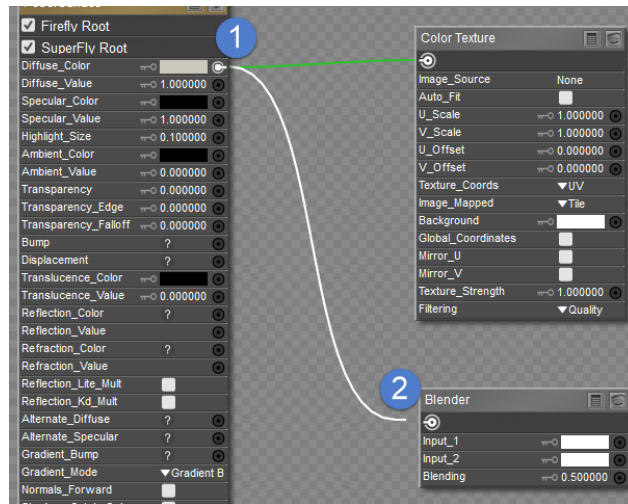 Firefly Root
SuperFly Root
1
Diffuse_Color
Diffuse_Value 1.000000
Specular_Color
Specular_Value 1.000000
Highlight_Size 0.100000
Ambient_Color
Ambient_Value 0.000000
Transparency 0.000000
Transparency_Edge 0.000000
Transparency_Falloff 0.000000
Bump ?
Displacement ?
Translucence_Color
Translucence_Value 0.000000
Reflection_Color ?
Reflection_Value
Refraction_Color ?
Refraction_Value
Reflection_Lite_Mult
Reflection_Kd_Mult
Alternate_Diffuse ?
Alternate_Specular ?
Gradient_Bump ?
Gradient_Mode Gradient B
Normals_Forward
Color Texture
Image_Source None
Auto_Fit
U_Scale 1.000000
V_Scale 1.000000
U_Offset 0.000000
V_Offset 0.000000
Texture_Coords UV
Image_Mapped Tile
Background
Global_Coordinates
Mirror_U
Mirror_V
Texture_Strength 1.000000
Filtering Quality
2
Blender
Input_1
Input_2
Blending 0.500000